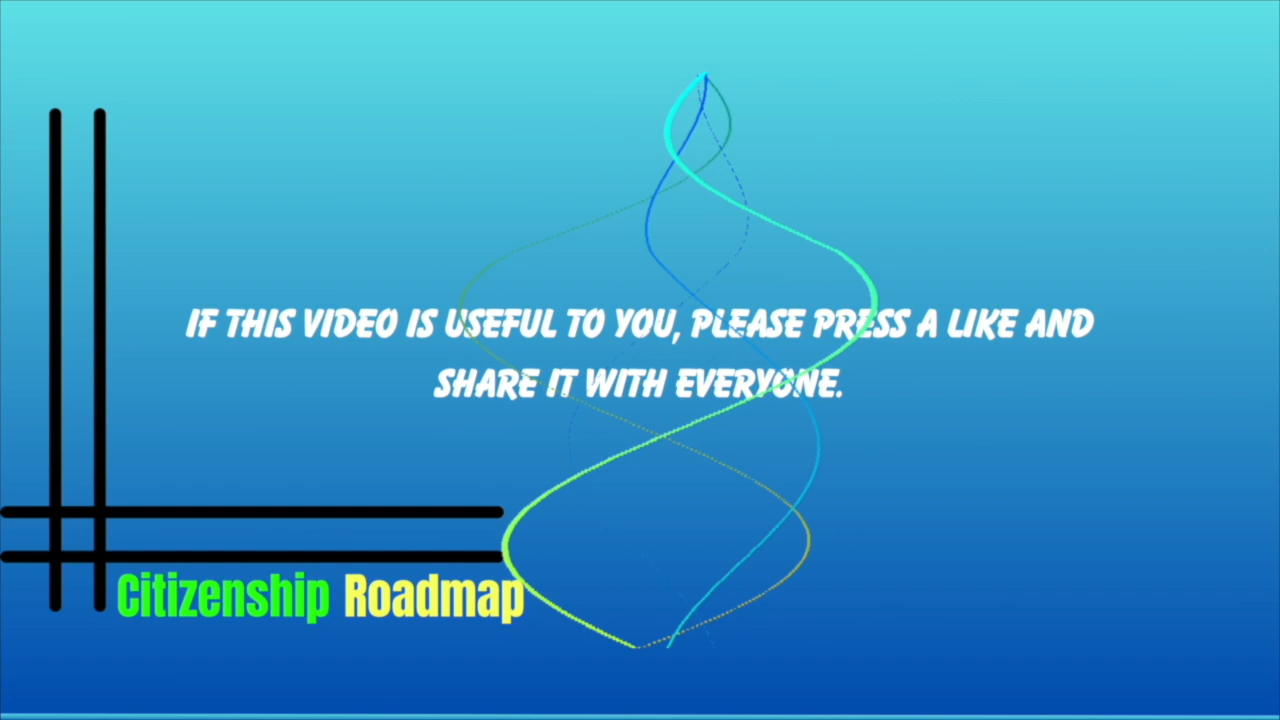 IF THIS VIDEO IS USEFUL TO YOU, PLEASE PRESS A LIKE AND
SHARE IT WITH EVERYONE.
Citizenship Roadmap